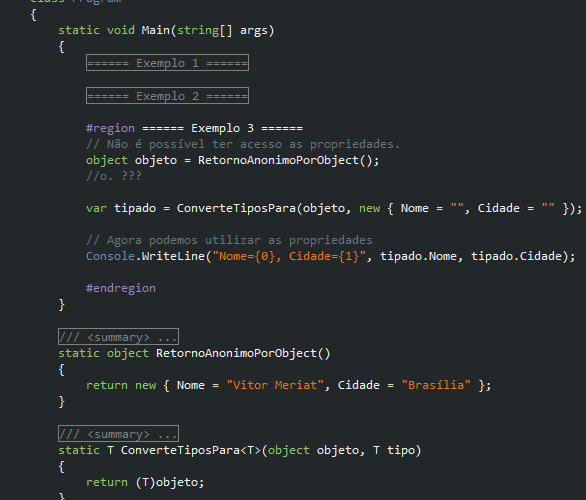 class Program
{
static void Main(string[] args)
{
====== Exemplo 1 ======
====== Exemplo 2 ======
#region ====== Exemplo 3 ======
// Não é possível ter acesso as propriedades.
object objeto = RetornoAnonimoPorObject();
//o. ???
var tipado = ConverteTiposPara(objeto, new { Nome = "", Cidade = "" });
// Agora podemos utilizar as propriedades
Console.WriteLine("Nome={0}, Cidade={1}", tipado.Nome, tipado.Cidade);
#endregion
}
/// <summary> ...
static object RetornoAnonimoPorObject()
{
return new { Nome = "Vitor Meriat", Cidade = "Brasília" };
}
/// <summary> ...
static T ConverteTiposPara<T>(object objeto, T tipo)
{
return (T)objeto;
}